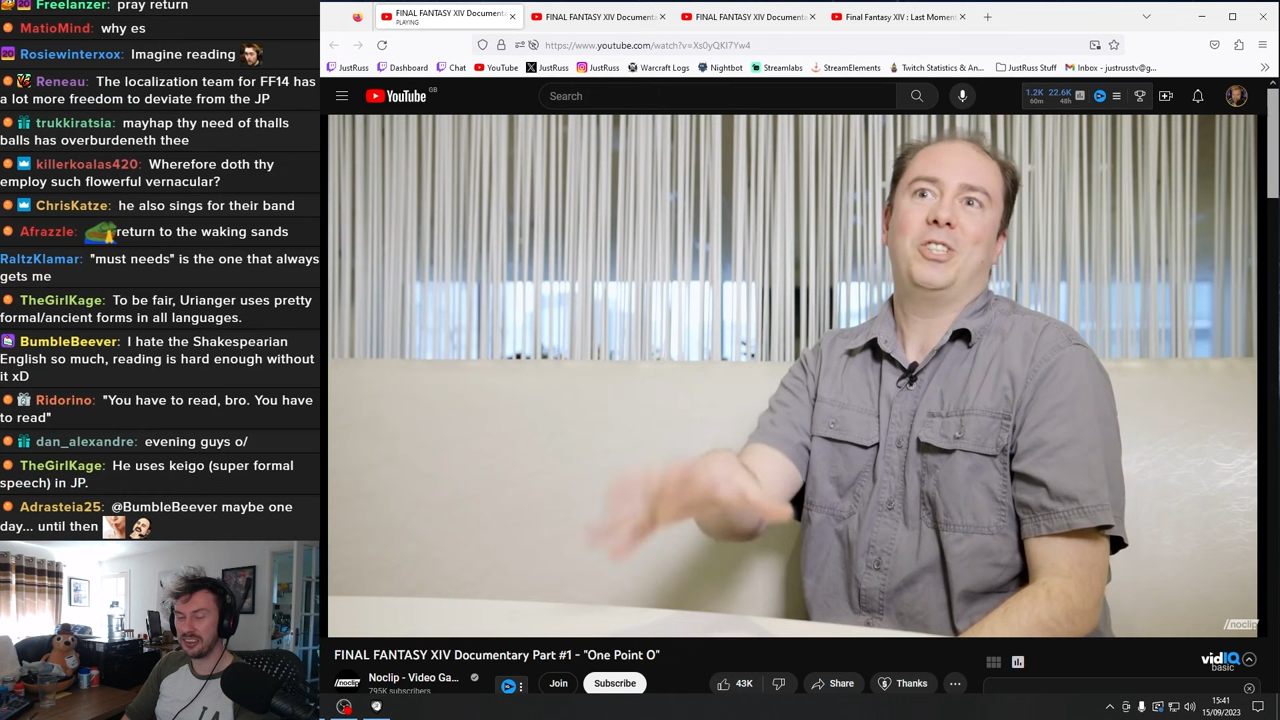 Freelanzer: pray return
MatioMind: why es
20 RosiewInterxox: Imagine reading
Reneau: The localization team for FF14 has
a lot more freedom to deviate from the JP
trukkiratsia: mayhap thy need of thalls
balls has overburdeneth thee
killerkoalas420: Wherefore doth thy
employ such flowerful vernacular?
ChrisKatze: he also sings for their band
Afrazzle: return to the waking sands
RaltzKlamar: "must needs" is the one that always
gets me
TheGirlKage: To be fair, Urianger uses pretty
formal/ancient forms in all languages.
BumbleBeever: I hate the Shakespearian
English so much, reading is hard enough without
it xD
Ridorino: "You have to read, bro. You have
to read"
dan_alexandre: evening guys o/
TheGirlKage: He uses keigo (super formal
speech) in JP.
Adrasteia25: @BumbleBeever maybe one
day... until then
FINAL FANTASY XIV Documenta
PLAYING
FINAL FANTASY XIV Documenta
FINAL FANTASY XIV Documenta
Final Fantasy XIV : Last Momen
https://www.youtube.com/watch?v=Xs0yQKI7Yw4
JustRuss
Dashboard
Chat
YouTube
JustRuss
JustRuss
Warcraft Logs
Nightbot
Streamlabs
StreamElements
Twitch Statistics & An...
JustRuss Stuff
Inbox - justrusstv@g...
YouTube GB
Search
1.2K 22.6K
60m 48h
/noclip
FINAL FANTASY XIV Documentary Part #1 - "One Point O"
vidIQ
basic
/noclip
Noclip - Video Ga...
795K subscribers
Join
Subscribe
43K
Share
Thanks
15:41
15/09/2023